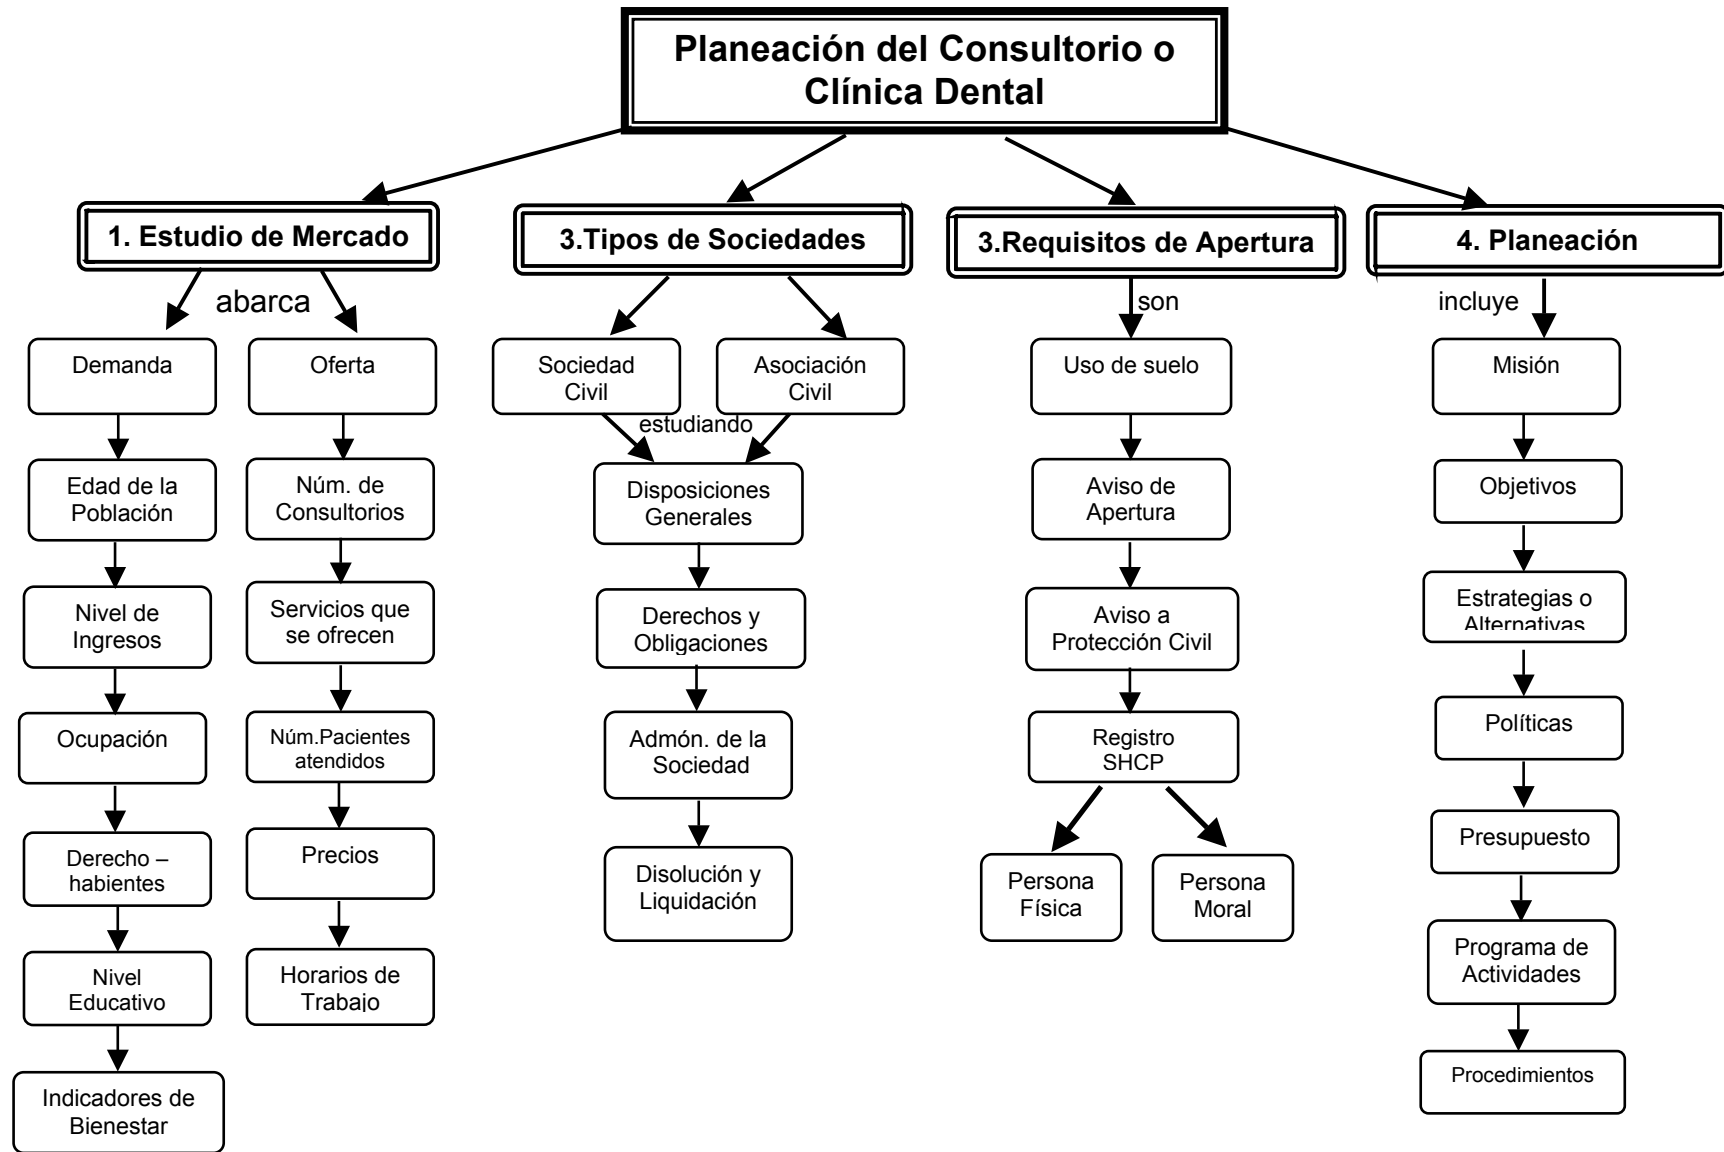 Planeación del Consultorio o
Clínica Dental
1. Estudio de Mercado
abarca
Demanda
Edad de la
Población
Nivel de
Ingresos
Ocupación
Derecho –
habientes
Nivel
Educativo
Indicadores de
Bienestar
Oferta
Núm. de
Consultorios
Servicios que
se ofrecen
Núm.Pacientes
atendidos
Precios
Horarios de
Trabajo
3.Tipos de Sociedades
Sociedad
Civil
Asociación
Civil
estudiando
Disposiciones
Generales
Derechos y
Obligaciones
Admón. de la
Sociedad
Disolución y
Liquidación
3.Requisitos de Apertura
son
Uso de suelo
Aviso de
Apertura
Aviso a
Protección Civil
Registro
SHCP
Persona
Física
Persona
Moral
4. Planeación
incluye
Misión
Objetivos
Estrategias o
Alternativas
Políticas
Presupuesto
Programa de
Actividades
Procedimientos